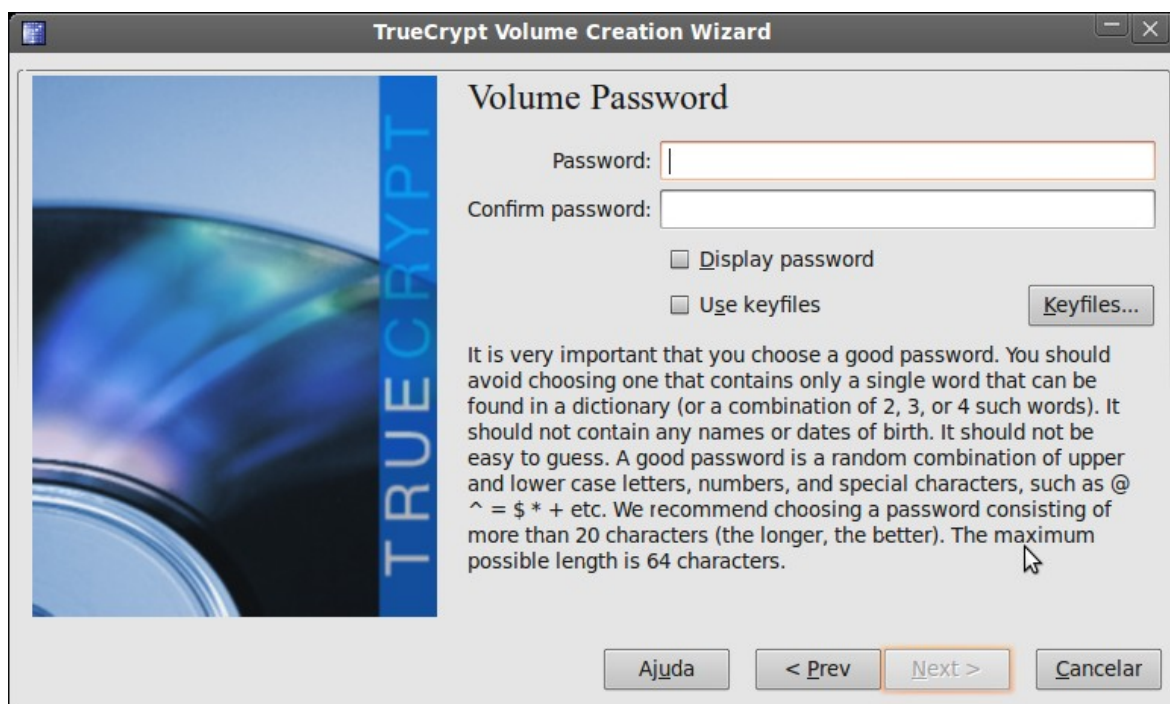 TrueCrypt Volume Creation Wizard
TRUECRYPT
Volume Password
Password:
Confirm password:
Display password
Use keyfiles
Keyfiles...
It is very important that you choose a good password. You should
avoid choosing one that contains only a single word that can be
found in a dictionary (or a combination of 2, 3, or 4 such words). It
should not contain any names or dates of birth. It should not be
easy to guess. A good password is a random combination of upper
and lower case letters, numbers, and special characters, such as @
^ = $ * + etc. We recommend choosing a password consisting of
more than 20 characters (the longer, the better). The maximum
possible length is 64 characters.
Ajuda
< Prev
Next >
Cancelar